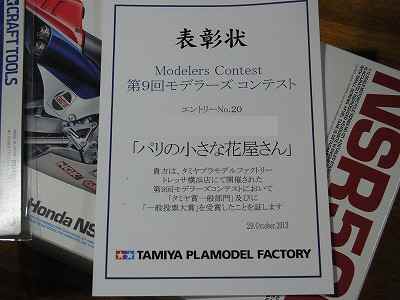 CRAFT TOOLS
表彰状
Modelers Contest
第9回モデラーズ コンテスト
エントリーNo.20
「パリの小さな花屋さん」
貴方は、タミヤプラモデルファクトリー
トレッサ横浜店にて開催された
第9回モデラーズコンテストにおいて
「タミヤ賞一般部門」及びに
「一般投票大賞」を受賞したことを証します
29.October.2013
TAMIYA PLAMODEL FACTORY
Honda NS
NSR50